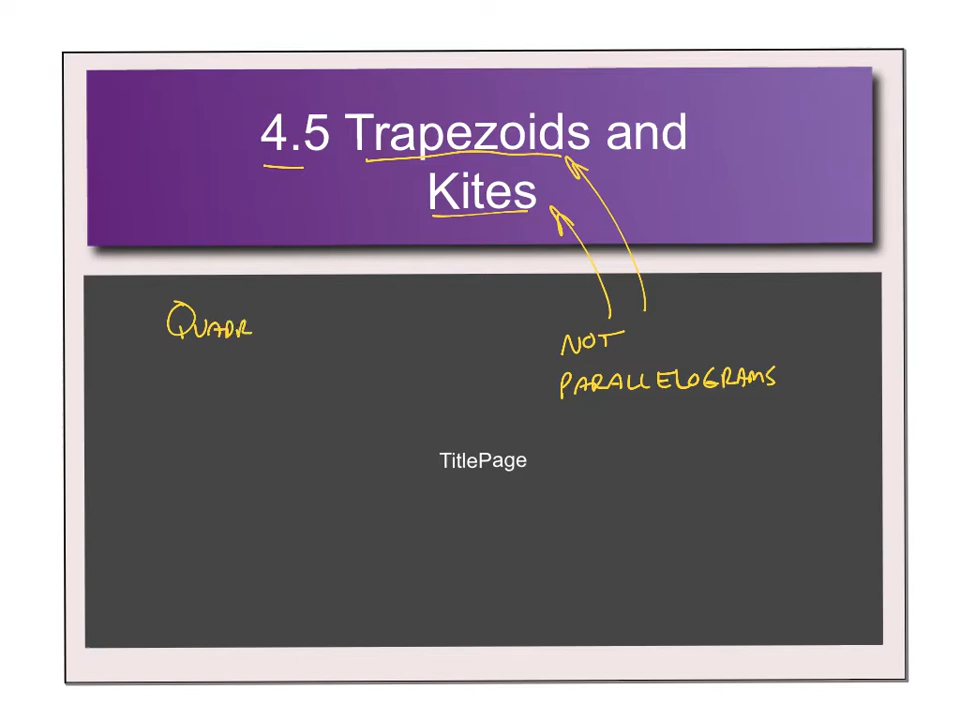 4.5 Trapezoids and
Kites
QUADR
NOT
PARALLELOGRAMS
TitlePage